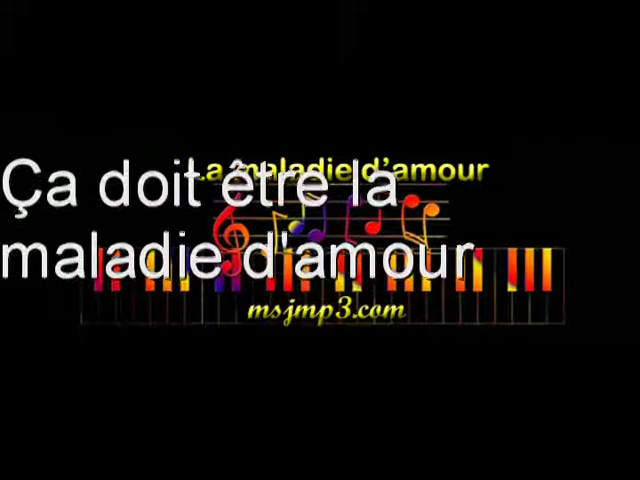 La maladie d'amour
Ça doit être la
maladie d'amour
msjmp3.com